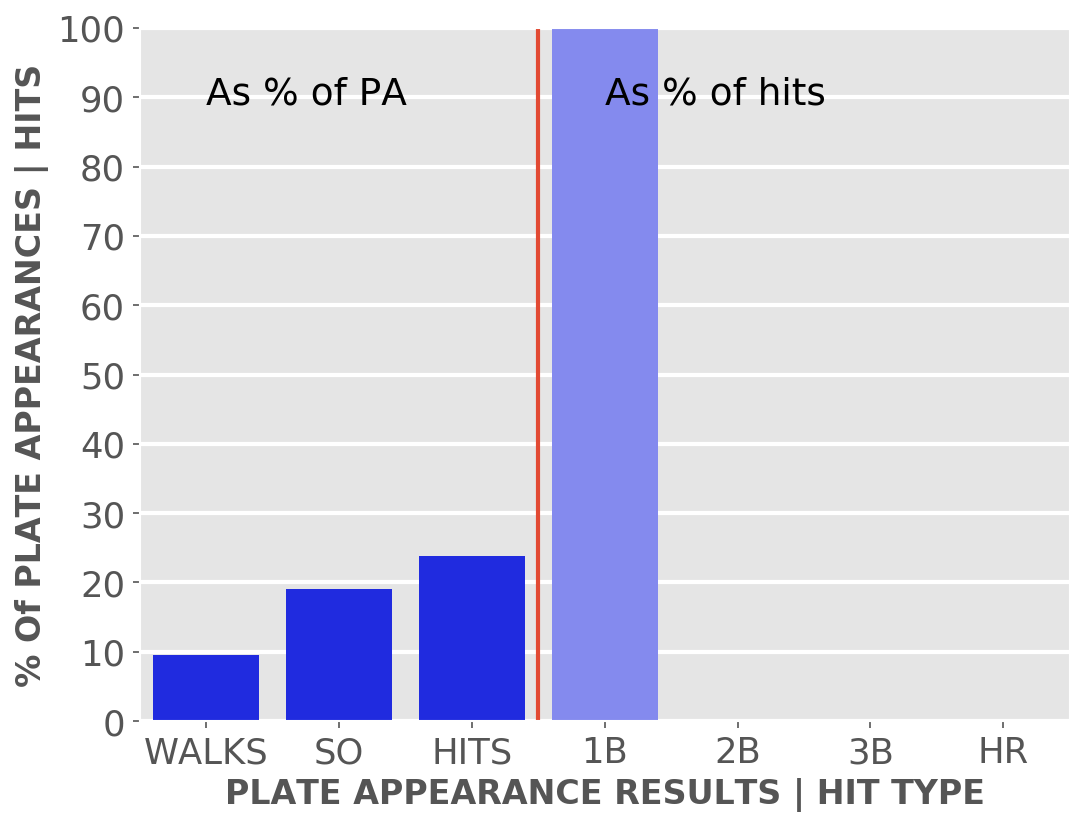 % Of PLATE APPEARANCES | HITS
100
90
80
70
60
50
40
30
20
10
0
As % of PA
As % of hits
WALKS SO HITS 1B 2B 3B HR
PLATE APPEARANCE RESULTS | HIT TYPE